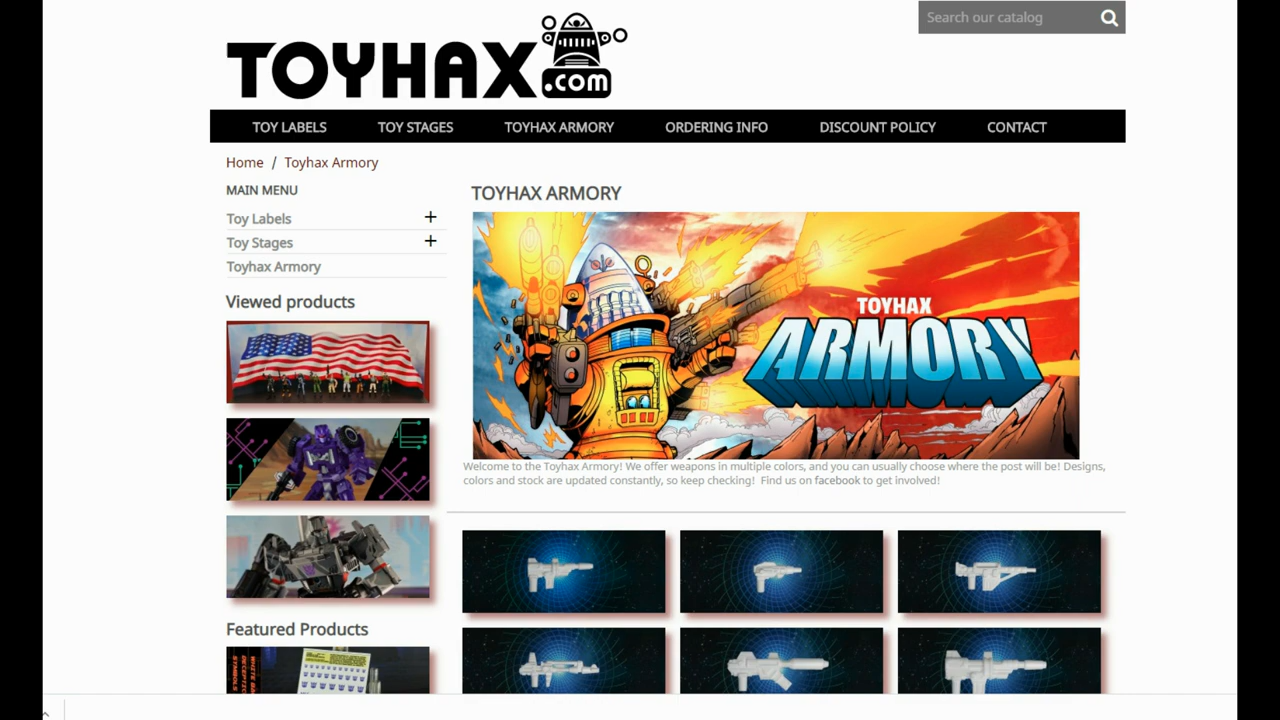 Search our catalog
TOYHAX
.com
TOY LABELS TOY STAGES TOYHAX ARMORY ORDERING INFO DISCOUNT POLICY CONTACT
Home / Toyhax Armory
MAIN MENU
Toy Labels +
Toy Stages +
Toyhax Armory
Viewed products
Featured Products
TOYHAX ARMORY
TOYHAX
ARMORY
Welcome to the Toyhax Armory! We offer weapons in multiple colors, and you can usually choose where the post will be! Designs,
colors and stock are updated constantly, so keep checking!  Find us on facebook to get involved!